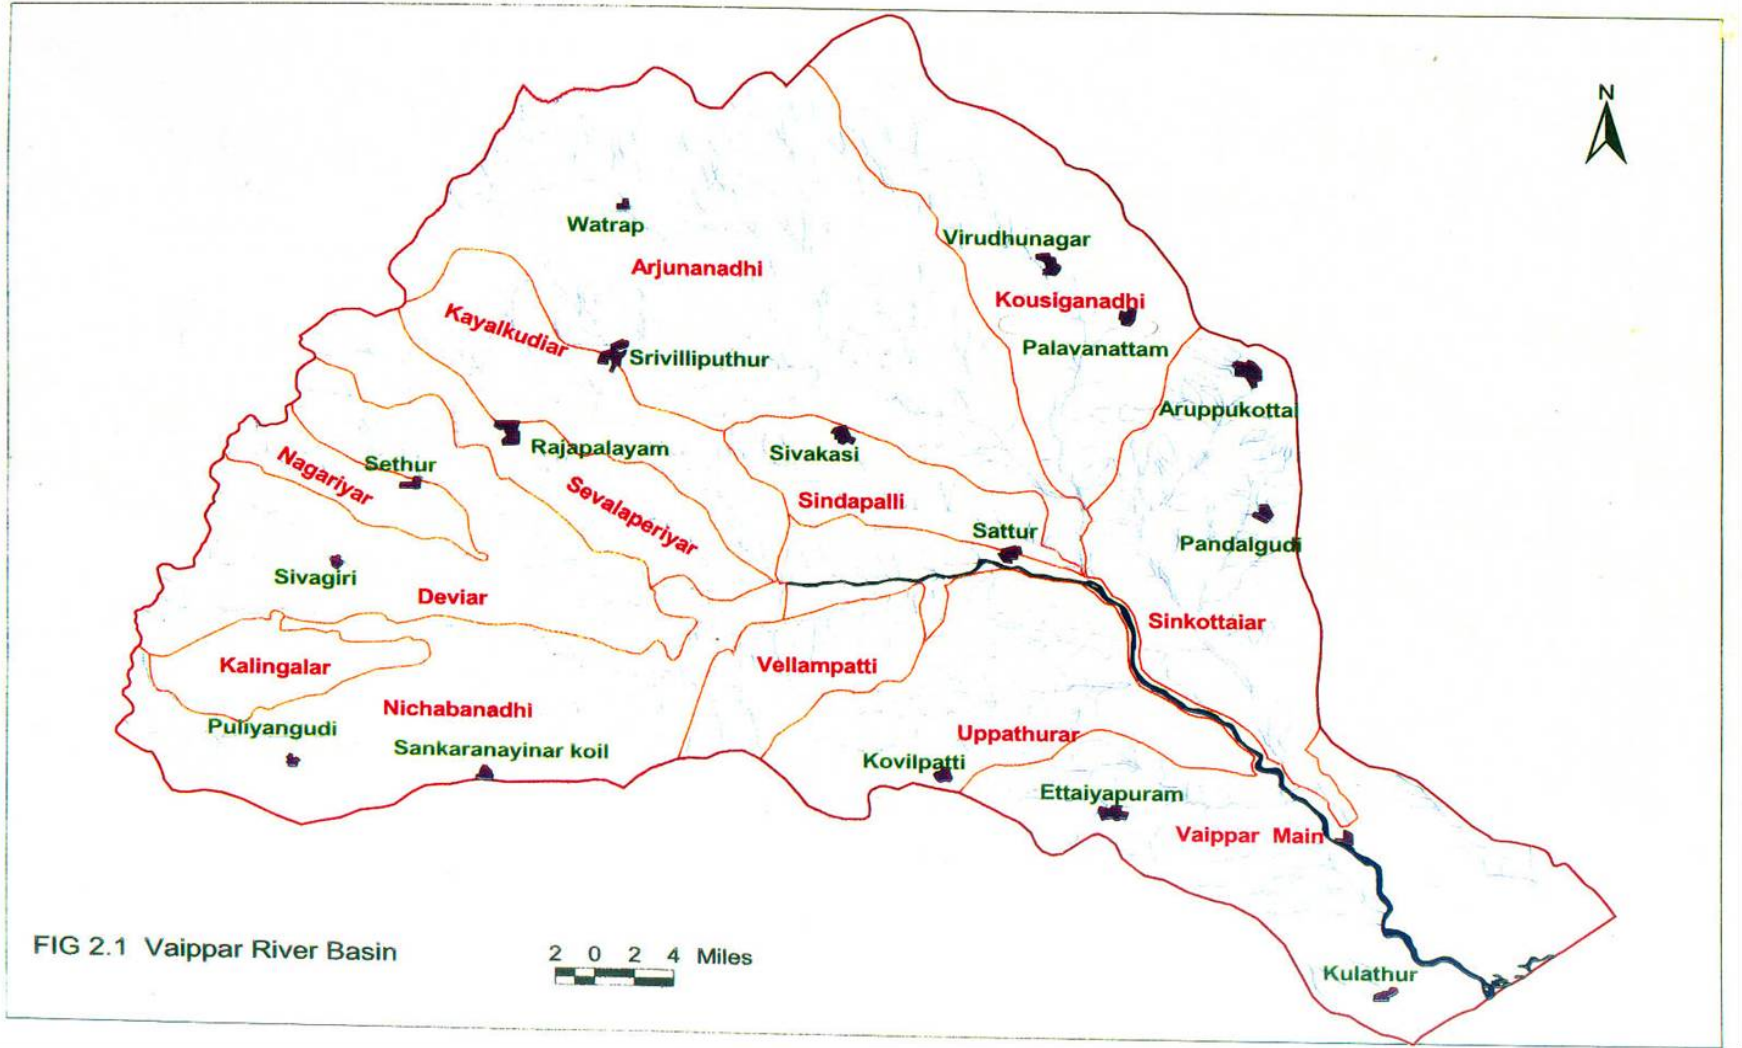 N
Watrap
Arjunanadhi
Virudhunagar
Kousiganadhi
Kayalkudiar
Srivilliputhur
Palavanattam
Aruppukottai
Rajapalayam
Sivakasi
Sethur
Nagariyar
Sevalaperiyar
Sindapalli
Sattur
Pandalgudi
Sivagiri
Deviar
Sinkottaiar
Kalingalar
Vellampatti
Nichabanadhi
Puliyangudi
Uppathurar
Sankaranayinar koil
Kovilpatti
Ettaiyapuram
Vaippar Main
FIG 2.1 Vaippar River Basin
2 0 2 4 Miles
Kulathur